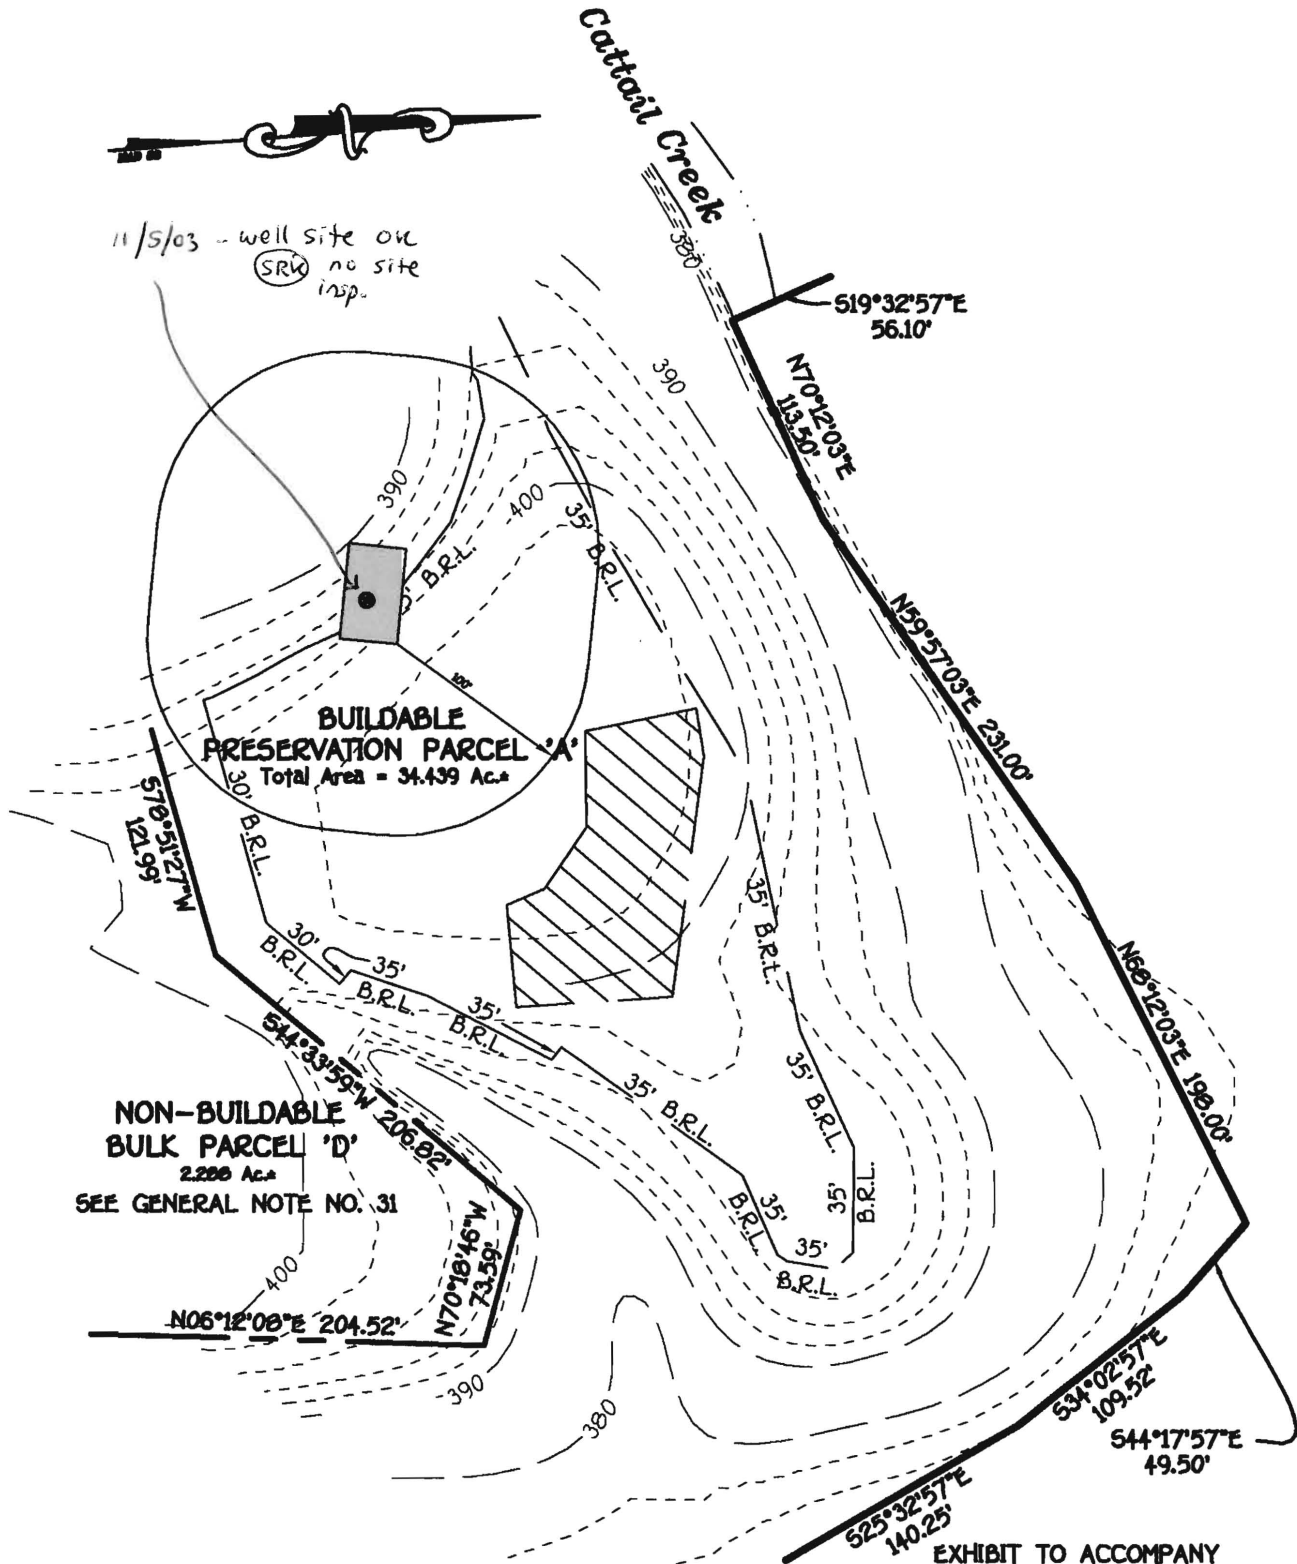 Cattail Creek
11/5/03 - well site ok
SRK no site
insp.
380
S19°32'57"E
56.10'
N70°12'03"E
113.50'
390
390
400
35'
B.R.L.
B.R.L.
N59°57'03"E 231.00'
100'
BUILDABLE
PRESERVATION PARCEL 'A'
Total Area = 34.439 Ac.±
30'
B.R.L.
S78°51'27"W
121.99'
35'
B.R.L.
30'
B.R.L.
35'
B.R.L.
35'
B.R.L.
N68°12'03"E 198.00'
S44°33'59"W 206.82'
35'
B.R.L.
35'
B.R.L.
NON-BUILDABLE
BULK PARCEL 'D'
2.288 Ac.±
SEE GENERAL NOTE NO. 31
35'
B.R.L.
35'
B.R.L.
35'
B.R.L.
N70°18'46"W
73.59'
400
N06°12'08"E 204.52'
390
380
S34°02'57"E
109.52'
S44°17'57"E
49.50'
S25°32'57"E
140.25'
EXHIBIT TO ACCOMPANY